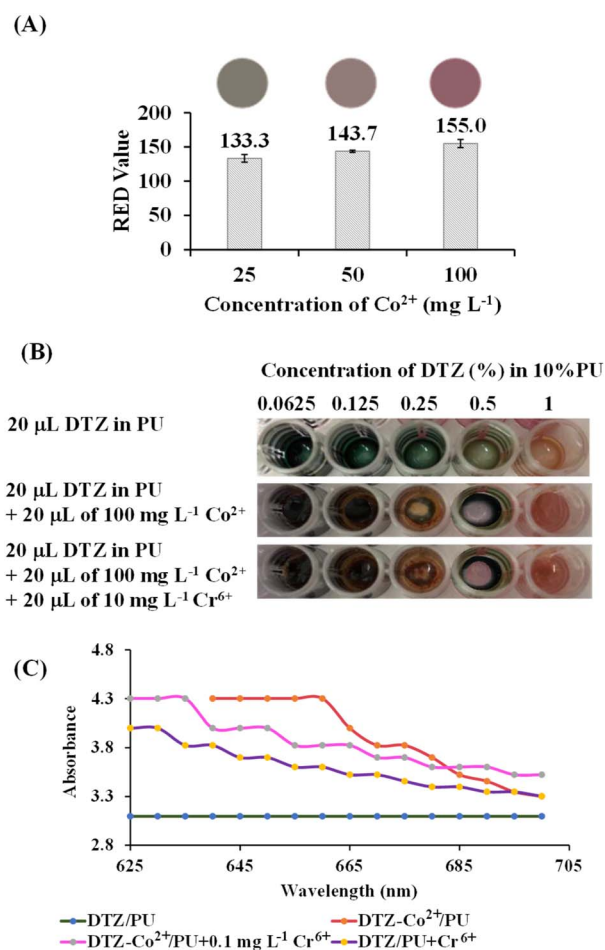 (A)
133.3 143.7 155.0
200
150
100
50
0
RED Value
25 50 100
Concentration of Co²⁺ (mg L⁻¹)
(B)
Concentration of DTZ (%) in 10%PU
0.0625 0.125 0.25 0.5 1
20 μL DTZ in PU
20 μL DTZ in PU
+ 20 μL of 100 mg L⁻¹ Co²⁺
20 μL DTZ in PU
+ 20 μL of 100 mg L⁻¹ Co²⁺
+ 20 μL of 10 mg L⁻¹ Cr⁶⁺
(C)
4.8
4.3
3.8
3.3
2.8
Absorbance
625 645 665 685 705
Wavelength (nm)
DTZ/PU DTZ-Co²⁺/PU
DTZ-Co²⁺/PU+0.1 mg L⁻¹ Cr⁶⁺ DTZ/PU+Cr⁶⁺